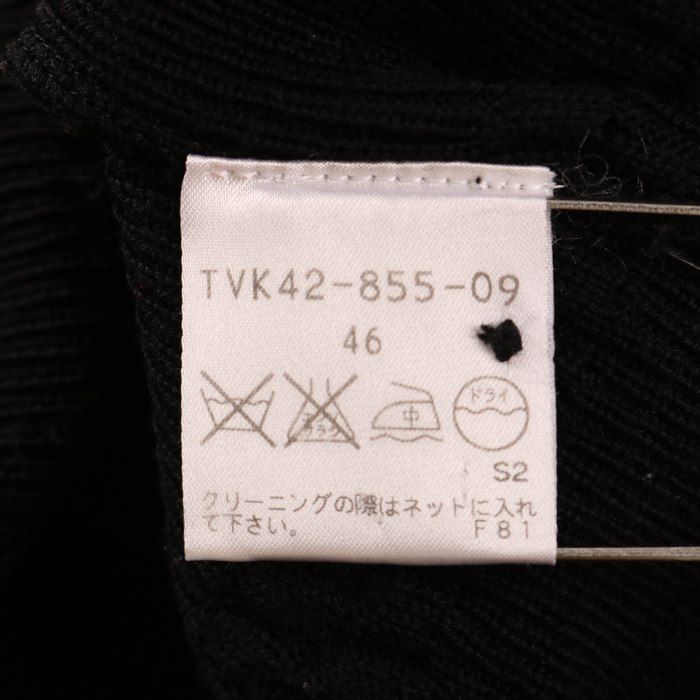 TVK42-855-09
46
中 ドライ
S2
クリーニングの際はネットに入れ
て下さい。
F81